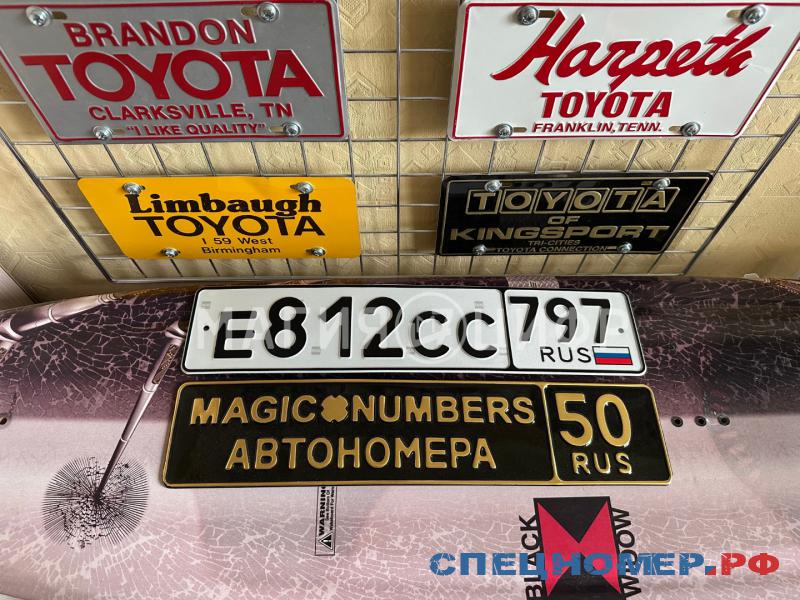 BRANDON
TOYOTA
CLARKSVILLE, TN
"I LIKE QUALITY"
Harpeth
TOYOTA
FRANKLIN, TENN.
Limbaugh
TOYOTA
I 59 West
Birmingham
TOYOTA
OF
KINGSPORT
TRI-CITIES
TOYOTA CONNECTION
E812CC 797
RUS
MAGIC NUMBERS
АВТОНОМЕРА
50
RUS
WARNING
BLACK
WIDOW
СПЕЦНОМЕР.РФ